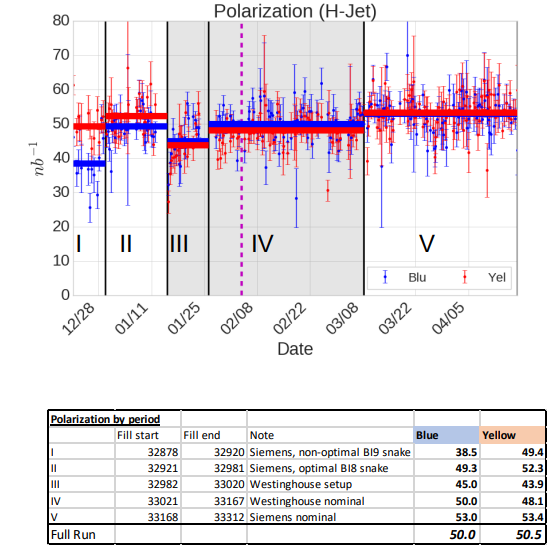 Polarization (H-Jet)
80
70
60
50
40
30
20
10
0
nb⁻¹
I II III IV V
Blu Yel
12/28 01/11 01/25 02/08 02/22 03/08 03/22 04/05
Date
Polarization by period
Fill start Fill end Note Blue Yellow
I 32878 32920 Siemens, non-optimal BI9 snake 38.5 49.4
II 32921 32981 Siemens, optimal BI8 snake 49.3 52.3
III 32982 33020 Westinghouse setup 45.0 43.9
IV 33021 33167 Westinghouse nominal 50.0 48.1
V 33168 33312 Siemens nominal 53.0 53.4
Full Run 50.0 50.5